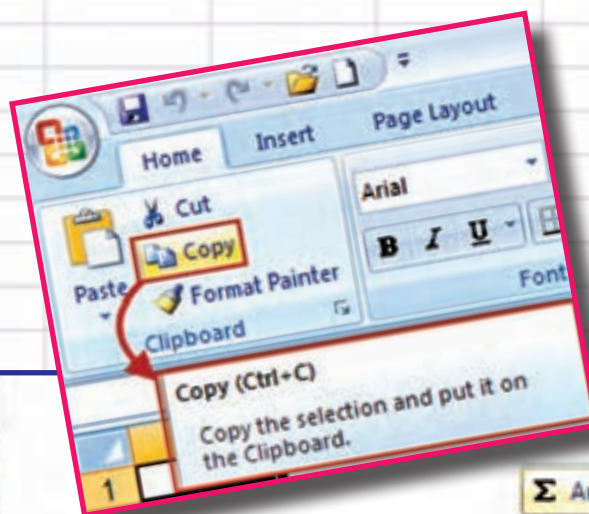 Home Insert Page Layout
Cut
Copy
Paste
Format Painter
Clipboard
Arial
B I U
Font
Copy (Ctrl+C)
Copy the selection and put it on
the Clipboard.
1
Σ